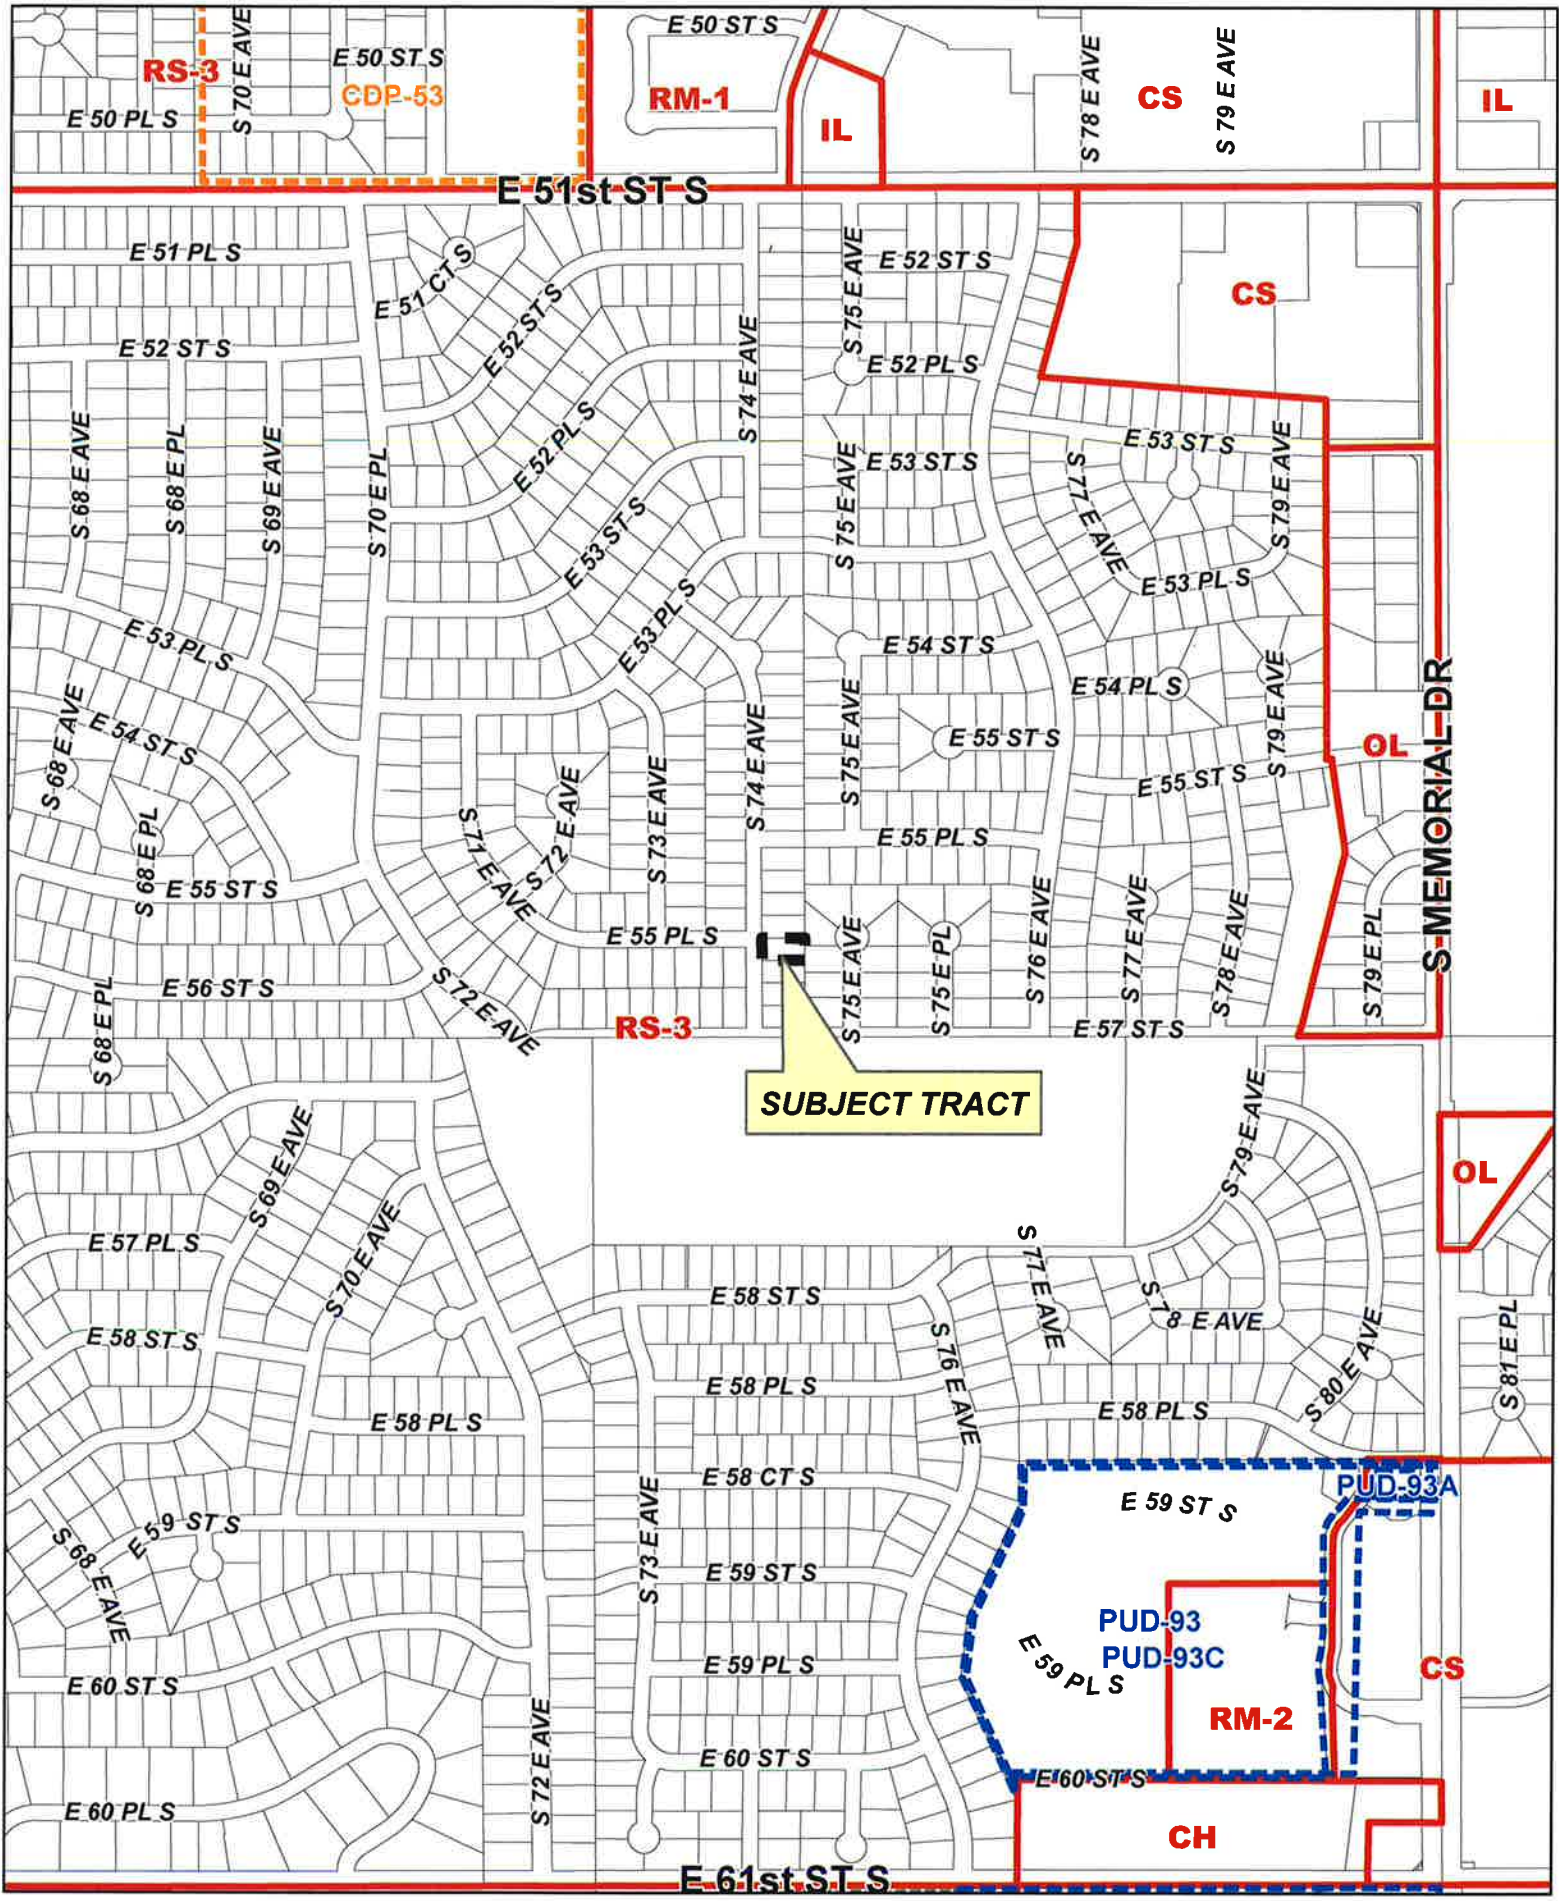 E 50 ST S
RS-3
S 70 E AVE
E 50 ST S
CDP-53
E 50 PL S
RM-1
IL
S 78 E AVE
CS
S 79 E AVE
IL
E 51st ST S
E 51 PL S
E 51 CT S
E 52 ST S
S 75 E AVE
E 52 ST S
CS
E 52 ST S
S 74 E AVE
E 52 PL S
S 68 E AVE
S 68 E PL
S 69 E AVE
S 70 E PL
E 52 PL S
E 53 ST S
S 75 E AVE
E 53 ST S
E 53 ST S
S 77 E AVE
S 79 E AVE
E 53 PL S
E 53 PL S
E 53 PL S
E 54 ST S
S 68 E AVE
E 54 ST S
S 74 E AVE
S 75 E AVE
E 54 PL S
S 79 E AVE
E 55 ST S
OL
S MEMORIAL DR
E 55 ST S
S 68 E PL
S 71 E AVE
S 72 E AVE
S 73 E AVE
E 55 PL S
E 55 ST S
E 55 PL S
S 75 E AVE
S 75 E PL
S 76 E AVE
S 77 E AVE
S 78 E AVE
S 79 E PL
E 56 ST S
S 72 E AVE
S 68 E PL
RS-3
E 57 ST S
SUBJECT TRACT
S 69 E AVE
S 79 E AVE
OL
E 57 PL S
S 70 E AVE
S 77 E AVE
E 58 ST S
S 78 E AVE
E 58 ST S
S 76 E AVE
S 80 E AVE
S 81 E PL
E 58 PL S
E 58 PL S
E 58 PL S
E 58 CT S
PUD-93A
E 59 ST S
S 73 E AVE
E 59 ST S
S 68 E AVE
E 59 ST S
PUD-93
PUD-93C
E 59 PL S
E 59 PL S
CS
E 60 ST S
RM-2
S 72 E AVE
E 60 ST S
E 60 ST S
E 60 PL S
CH
E 61st ST S